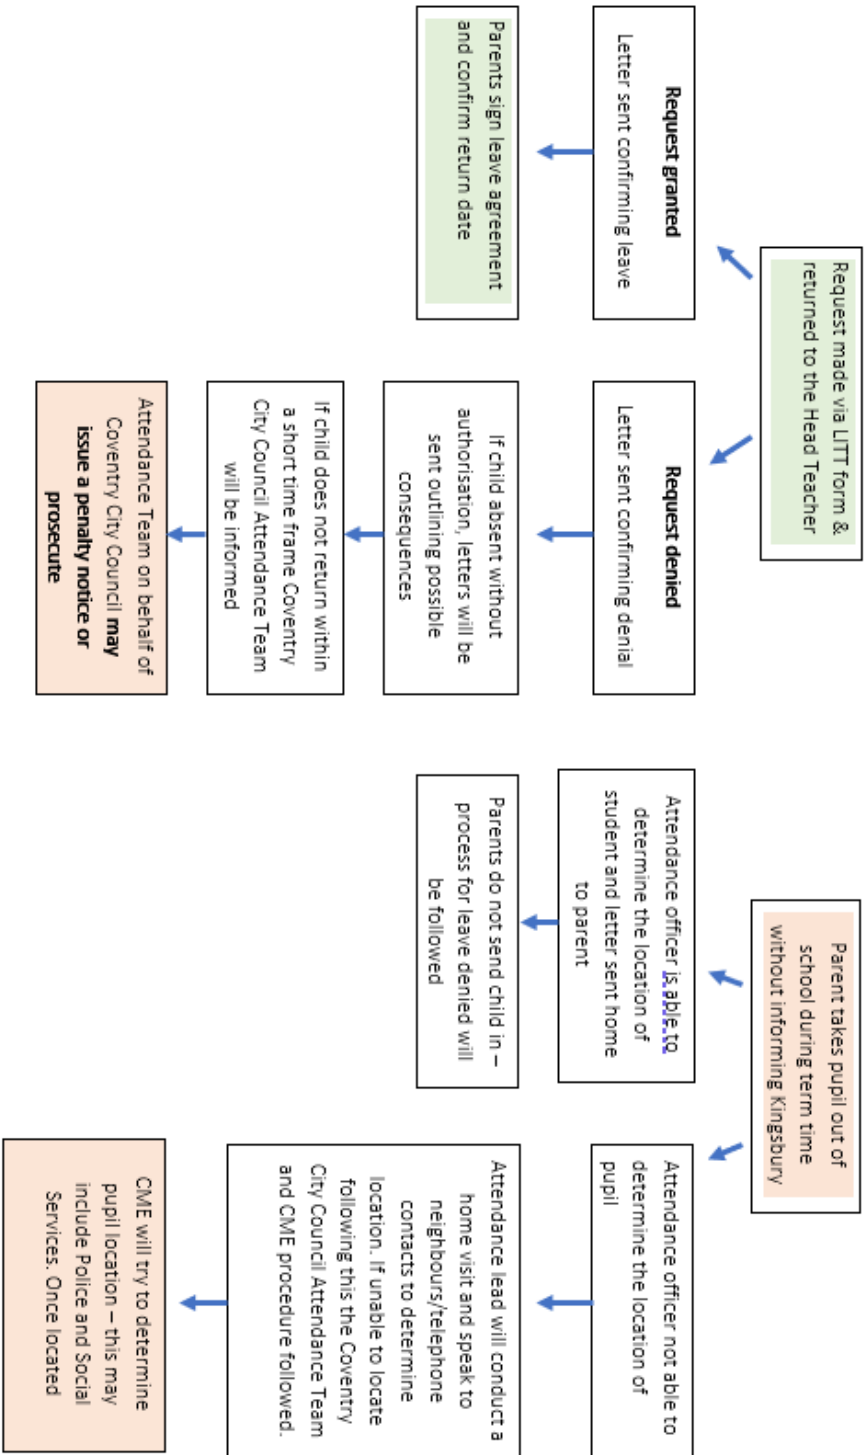 Request made via LITT form &
returned to the Head Teacher
Request granted
Letter sent confirming leave
Parents sign leave agreement
and confirm return date
Request denied
Letter sent confirming denial
If child absent without
authorisation, letters will be
sent outlining possible
consequences
If child does not return within
a short time frame Coventry
City Council Attendance Team
will be informed
Attendance Team on behalf of
Coventry City Council may
issue a penalty notice or
prosecute
Parent takes pupil out of
school during term time
without informing Kingsbury
Attendance officer is able to
determine the location of
student and letter sent home
to parent
Parents do not send child in –
process for leave denied will
be followed
Attendance officer not able to
determine the location of
pupil
Attendance lead will conduct a
home visit and speak to
neighbours/telephone
contacts to determine
location. If unable to locate
following this the Coventry
City Council Attendance Team
and CME procedure followed.
CME will try to determine
pupil location – this may
include Police and Social
Services. Once located